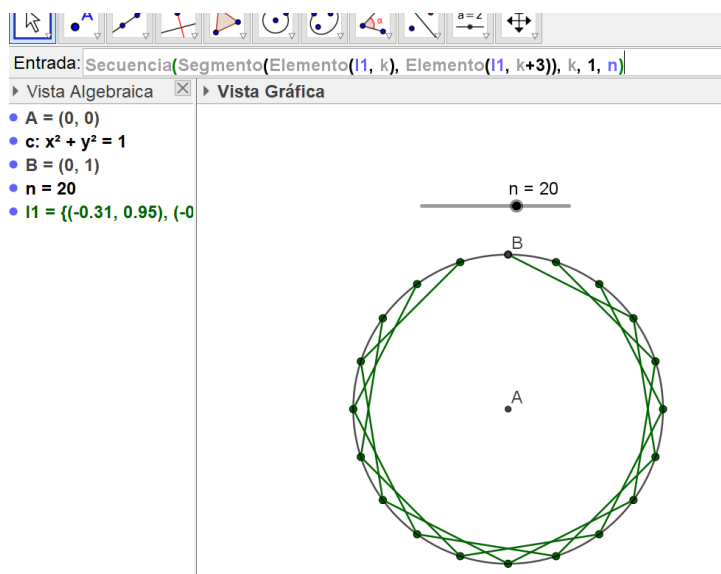 A
α
a=2
Entrada: Secuencia(Segmento(Elemento(l1, k), Elemento(l1, k+3)), k, 1, n)
Vista Algebraica
Vista Gráfica
A = (0, 0)
c: x² + y² = 1
B = (0, 1)
n = 20
l1 = {(-0.31, 0.95), (-0
n = 20
B
A